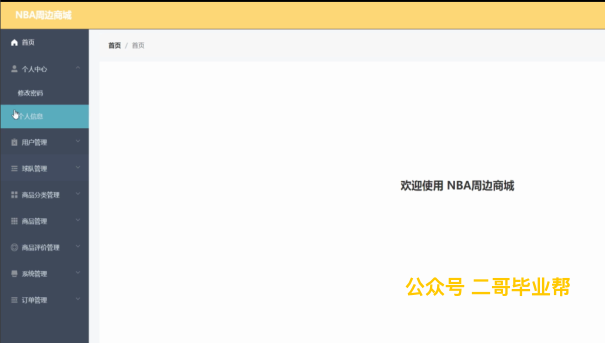 NBA周边商城
首页
首页 / 首页
个人中心
修改密码
个人信息
用户管理
球队管理
商品分类管理
商品管理
商品评价管理
系统管理
订单管理
欢迎使用 NBA周边商城
公众号 二哥毕业帮